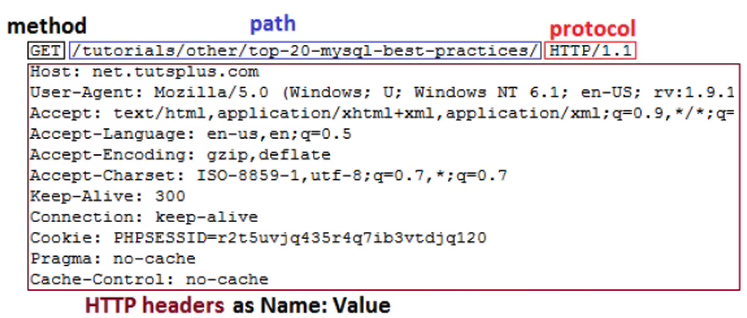 method path protocol
GET /tutorials/other/top-20-mysql-best-practices/ HTTP/1.1
Host: net.tutsplus.com
User-Agent: Mozilla/5.0 (Windows; U; Windows NT 6.1; en-US; rv:1.9.1
Accept: text/html,application/xhtml+xml,application/xml;q=0.9,*/*;q=
Accept-Language: en-us,en;q=0.5
Accept-Encoding: gzip,deflate
Accept-Charset: ISO-8859-1,utf-8;q=0.7,*;q=0.7
Keep-Alive: 300
Connection: keep-alive
Cookie: PHPSESSID=r2t5uvjq435r4q7ib3vtdjq120
Pragma: no-cache
Cache-Control: no-cache
HTTP headers as Name: Value